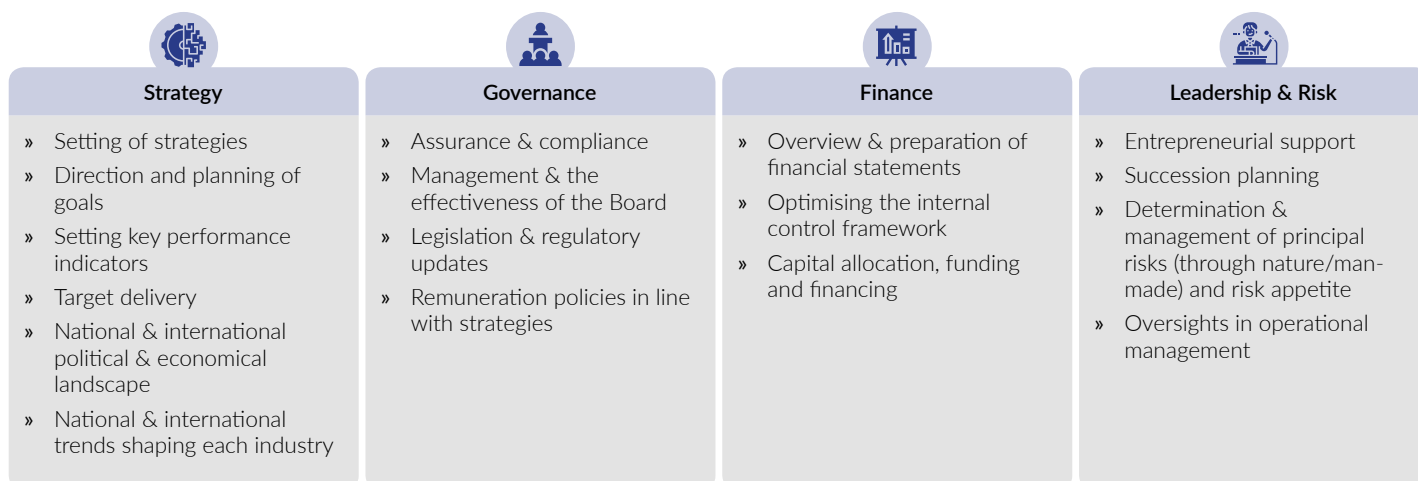 Strategy
» Setting of strategies
» Direction and planning of
goals
» Setting key performance
indicators
» Target delivery
» National & international
political & economical
landscape
» National & international
trends shaping each industry
Governance
» Assurance & compliance
» Management & the
effectiveness of the Board
» Legislation & regulatory
updates
» Remuneration policies in line
with strategies
Finance
» Overview & preparation of
financial statements
» Optimising the internal
control framework
» Capital allocation, funding
and financing
Leadership & Risk
» Entrepreneurial support
» Succession planning
» Determination &
management of principal
risks (through nature/man-
made) and risk appetite
» Oversights in operational
management